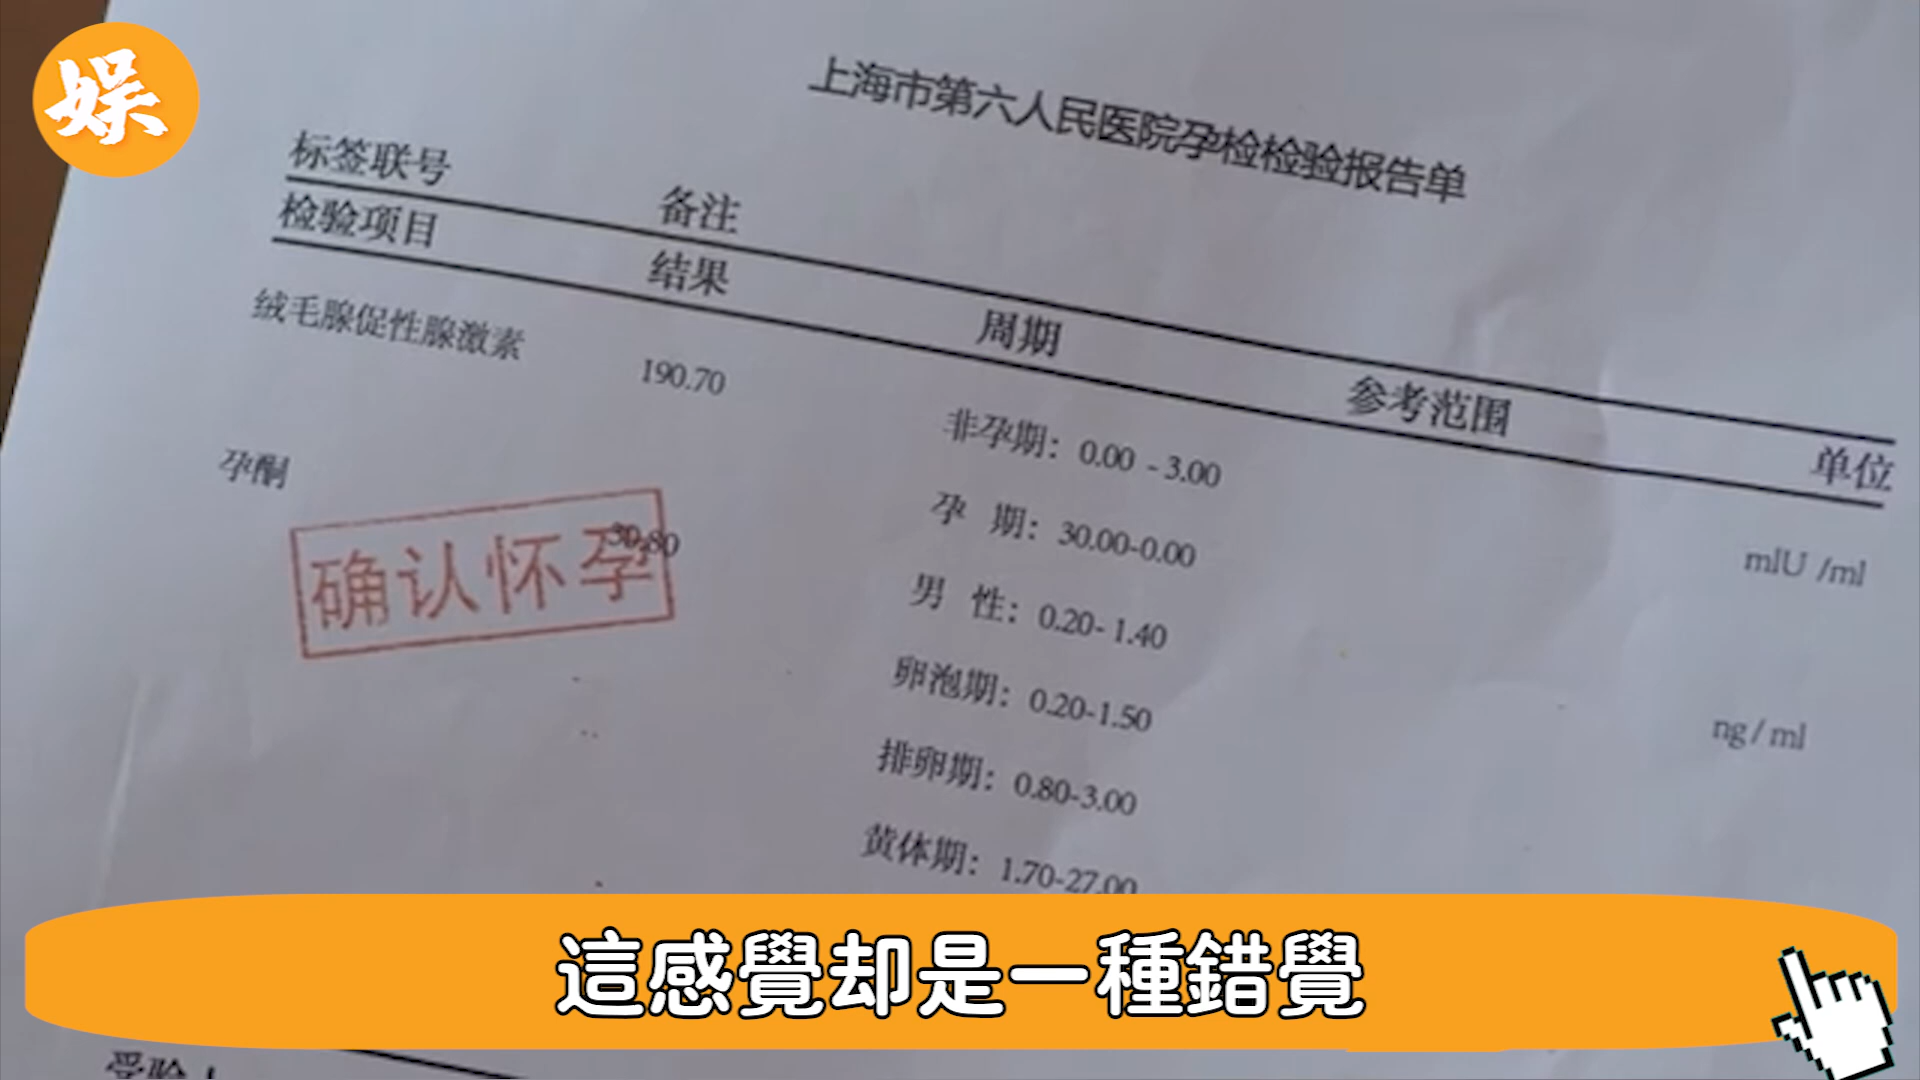 娱
上海市第六人民医院孕检检验报告单
标签联号 备注
检验项目 结果 周期 参考范围 单位
绒毛腺促性腺激素 190.70 非孕期：0.00 - 3.00 mlU /ml
孕酮 30.80 孕 期：30.00-0.00 ng / ml
确认怀孕
男 性：0.20- 1.40
卵泡期：0.20-1.50
排卵期：0.80-3.00
黄体期：1.70-27.00
這感覺却是一種錯覺